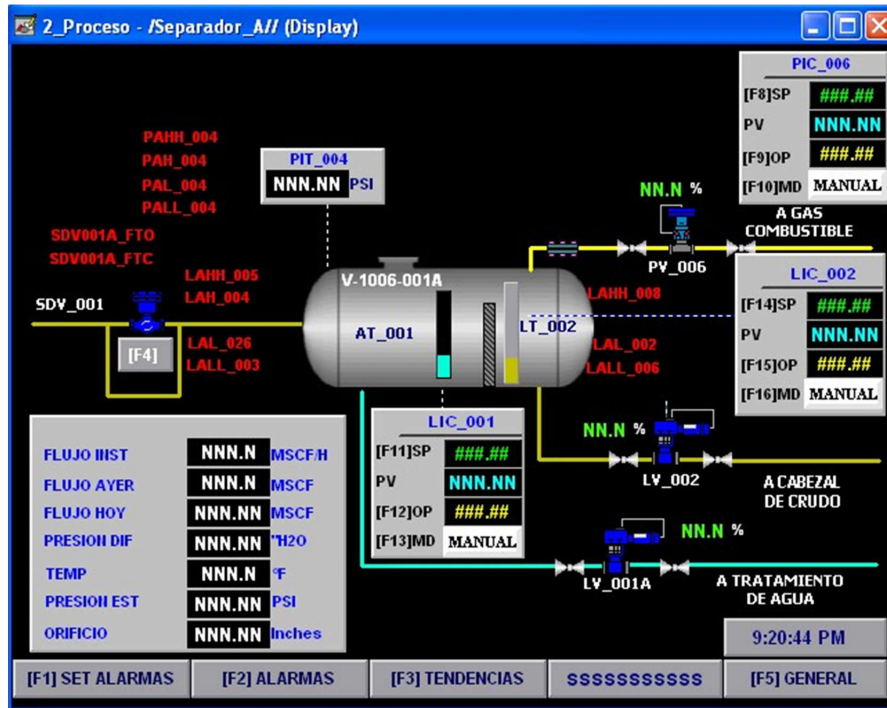 2_Proceso - /Separador_A// (Display)
PIC_006
[F8]SP ###.##
PV NNN.NN
[F9]OP ###.##
[F10]MD MANUAL
PAHH_004
PAH_004
PAL_004
PALL_004
PIT_004
NNN.NN PSI
SDV001A_FTO
SDV001A_FTC
NN.N %
A GAS
COMBUSTIBLE
PV_006
LAHH_005
LAH_004
SDV_001
[F4]
LAL_026
LALL_003
V-1006-001A
AT_001
LT_002
LAHH_008
LAL_002
LALL_006
LIC_002
[F14]SP ###.##
PV NNN.NN
[F15]OP ###.##
[F16]MD MANUAL
LIC_001
[F11]SP ###.##
PV NNN.NN
[F12]OP ###.##
[F13]MD MANUAL
NN.N %
LV_002
A CABEZAL
DE CRUDO
NN.N %
LV_001A
A TRATAMIENTO
DE AGUA
FLUJO INST NNN.N MSCF/H
FLUJO AYER NNN.NN MSCF
FLUJO HOY NNN.NN MSCF
PRESION DIF NNN.NN "H2O
TEMP NNN.N °F
PRESION EST NNN.NN PSI
ORIFICIO NNN.NN Inches
9:20:44 PM
[F1] SET ALARMAS [F2] ALARMAS [F3] TENDENCIAS SSSSSSSSSSS [F5] GENERAL